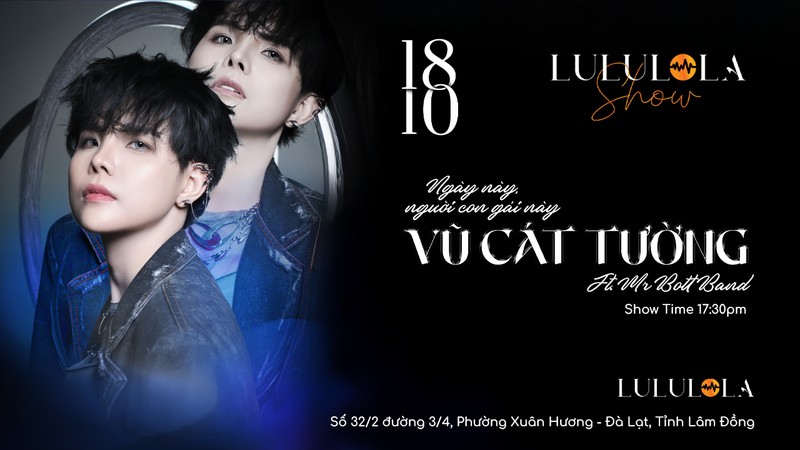 18
10
LULULOLA
Show
Ngày này,
người con gái này
VŨ CÁT TƯỜNG
Ft. Mr Bott Band
Show Time 17:30pm
LULULOLA
Số 32/2 đường 3/4, Phường Xuân Hương - Đà Lạt, Tỉnh Lâm Đồng